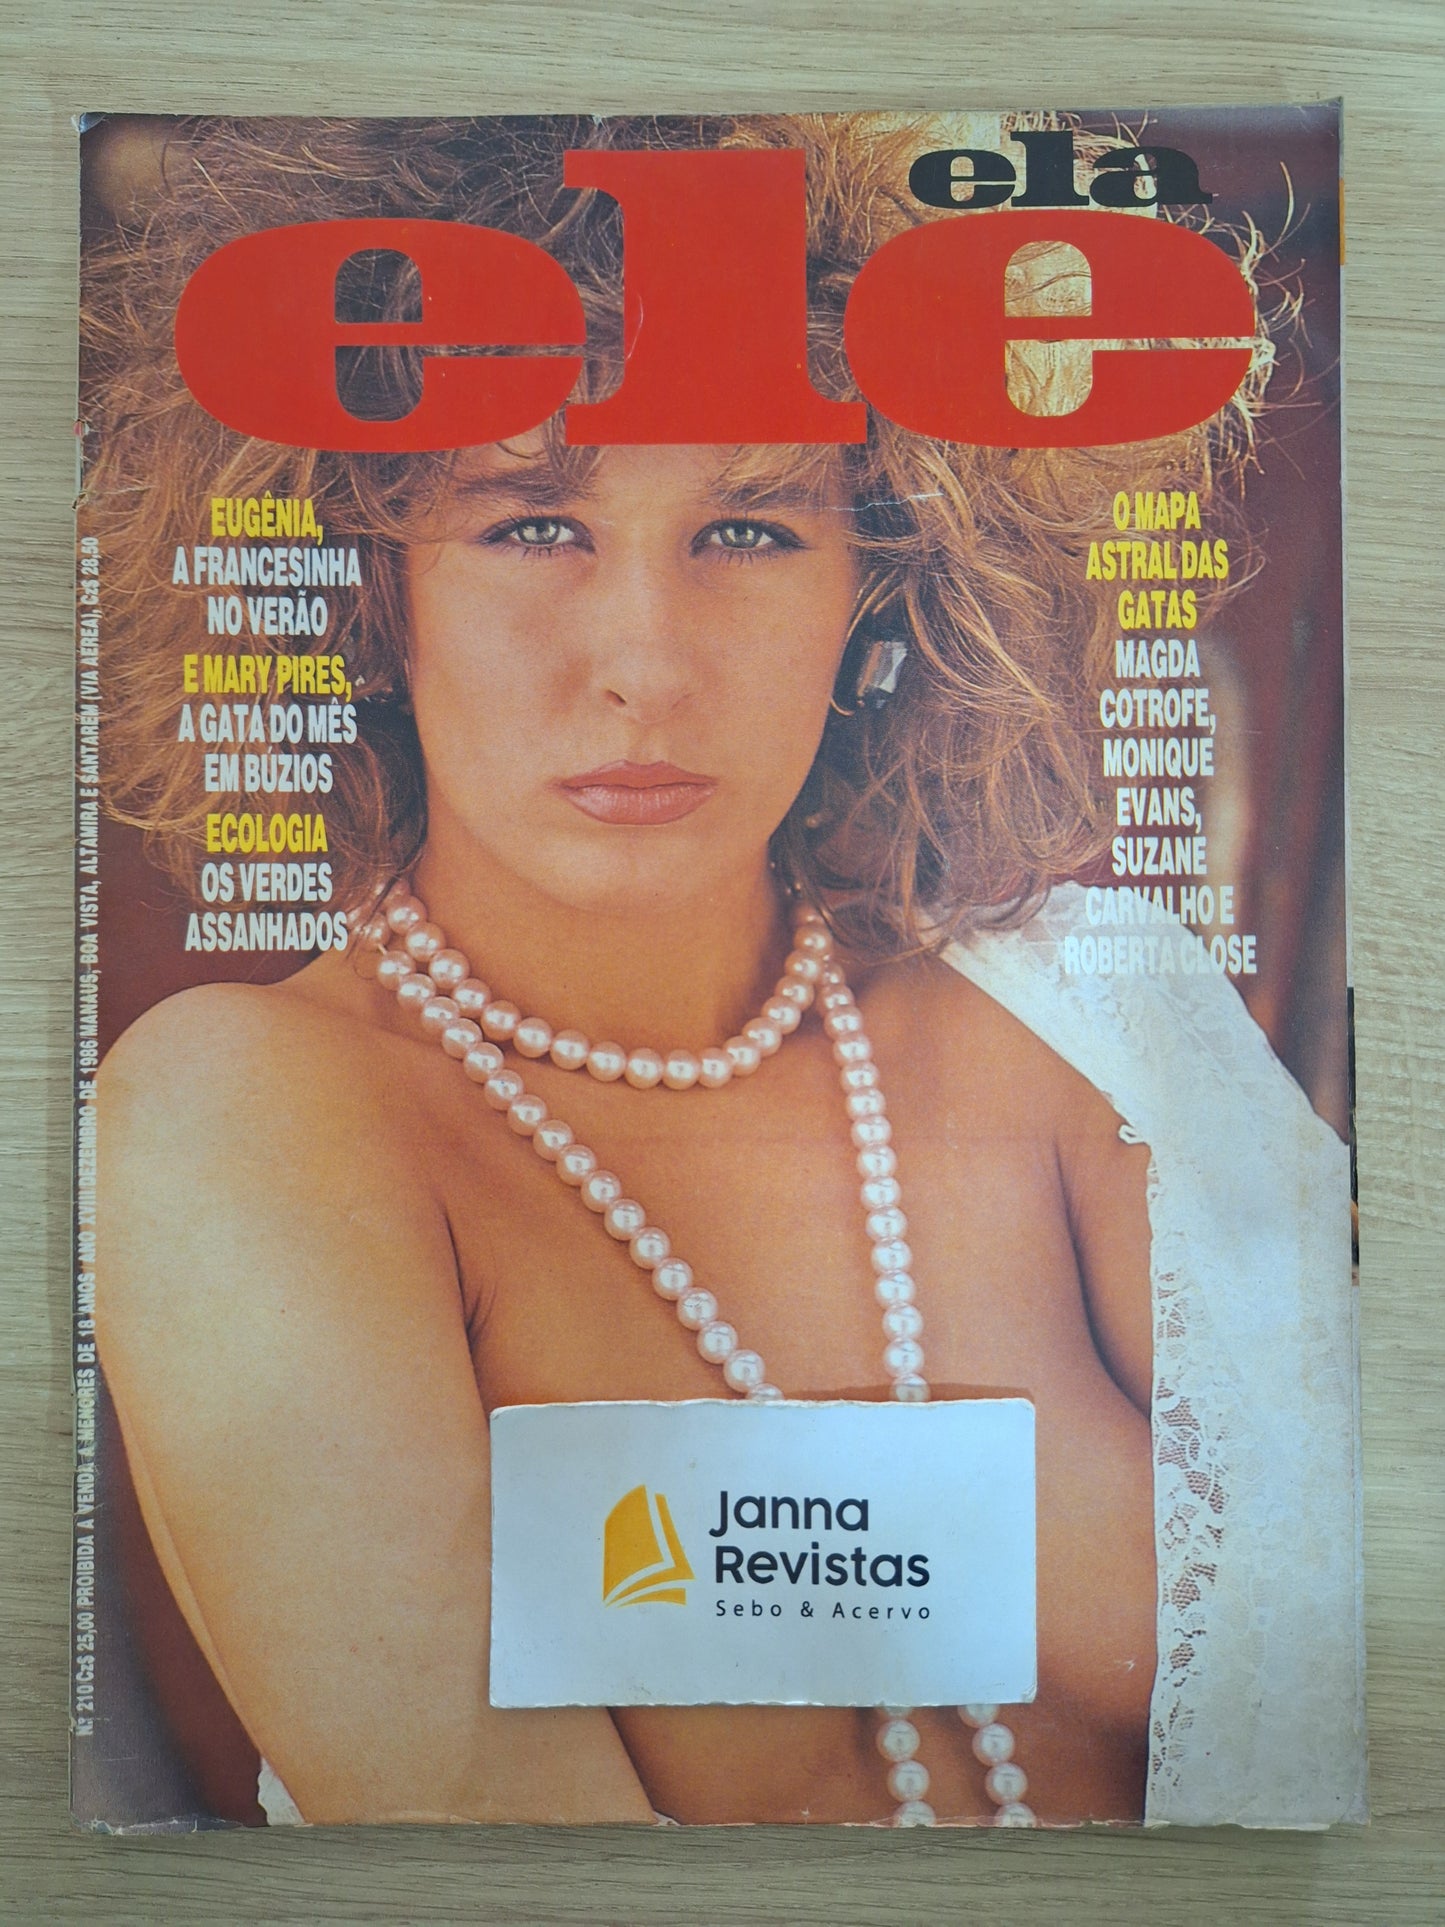 ela
ele
EUGÊNIA,
A FRANCESINHA
NO VERÃO
E MARY PIRES,
A GATA DO MÊS
EM BÚZIOS
ECOLOGIA
OS VERDES
ASSANHADOS
O MAPA
ASTRAL DAS
GATAS
MAGDA
COTROFE,
MONIQUE
EVANS,
SUZANE
CARVALHO E
ROBERTA CLOSE
Nº 210 Cz$ 25,00 PROIBIDA A VENDA A MENORES DE 18 ANOS / ANO XVIII DEZEMBRO DE 1986 / MANAUS, BOA VISTA, ALTAMIRA E SANTARÉM (VIA AÉREA), Cz$ 28,50
Janna
Revistas
Sebo & Acervo